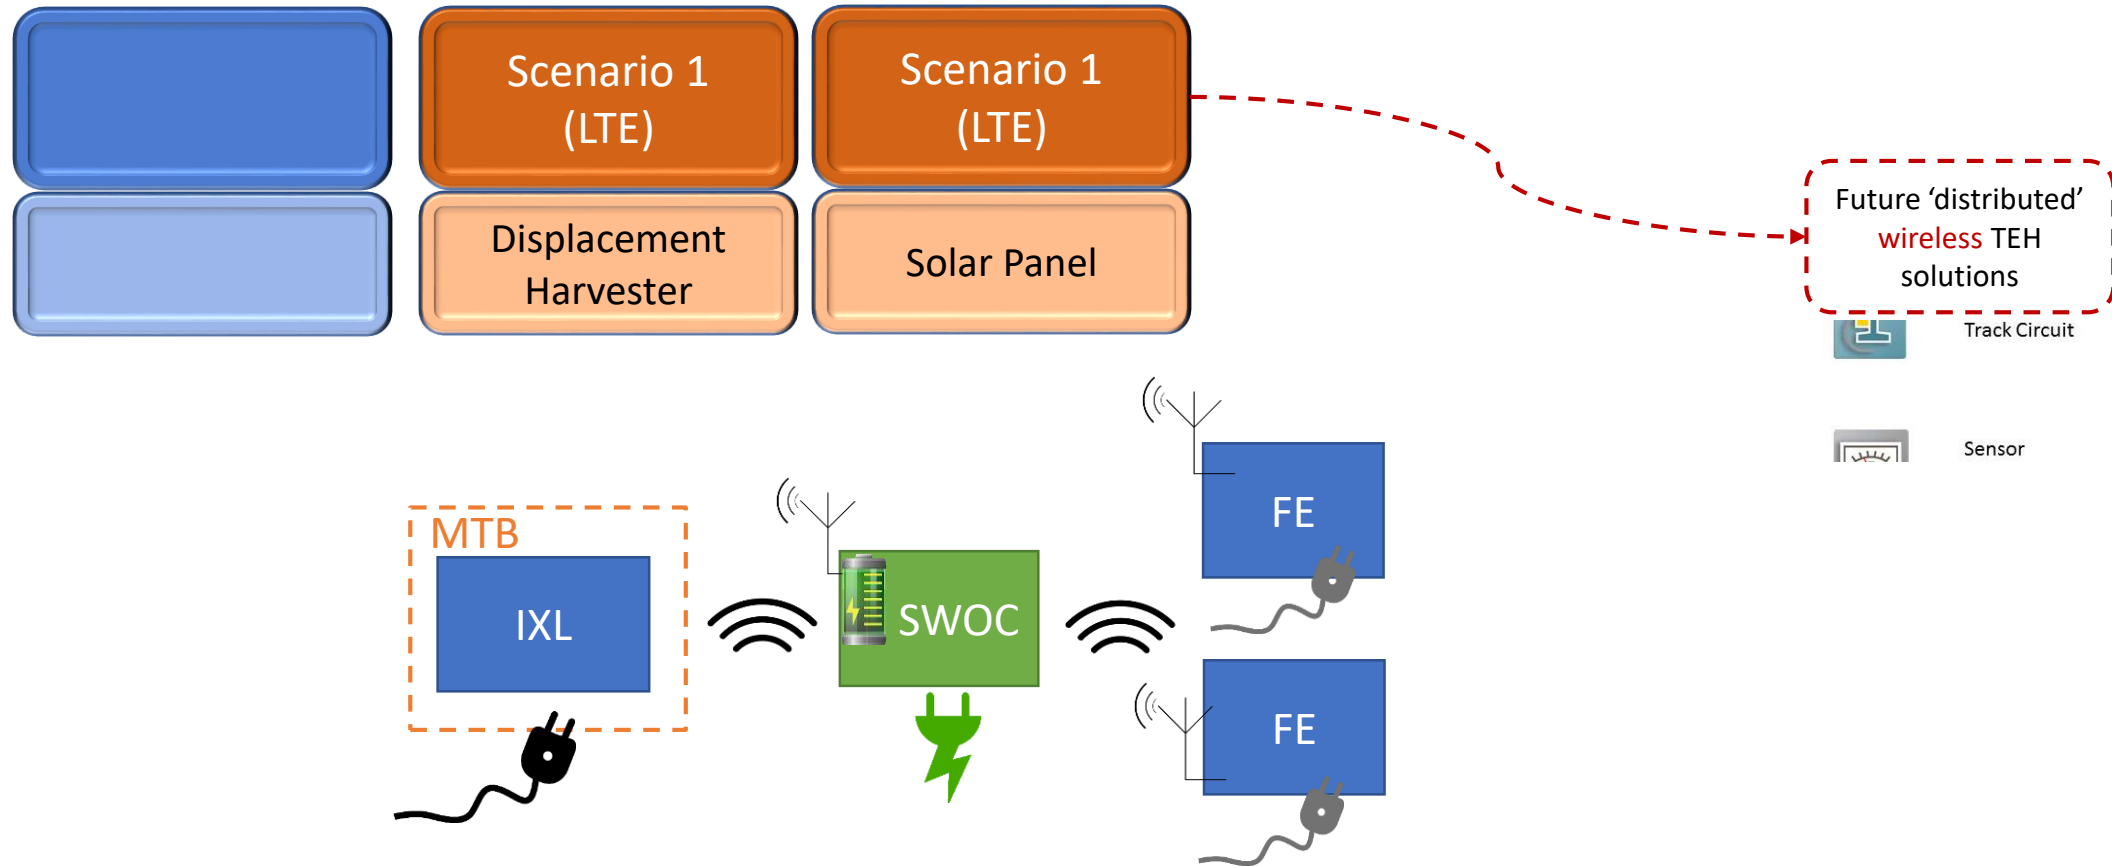 Scenario 1
(LTE)
Scenario 1
(LTE)
Displacement
Harvester
Solar Panel
Future ‘distributed’
wireless TEH
solutions
Track Circuit
Sensor
MTB
IXL
SWOC
FE
FE